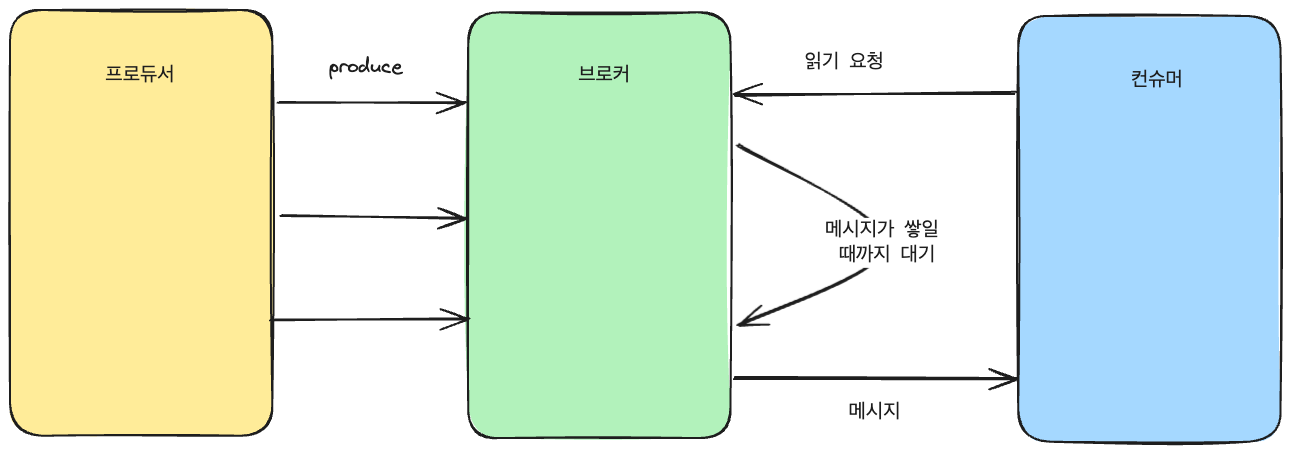 프로듀서
produce
브로커
읽기 요청
컨슈머
메시지가 쌓일
때까지 대기
메시지